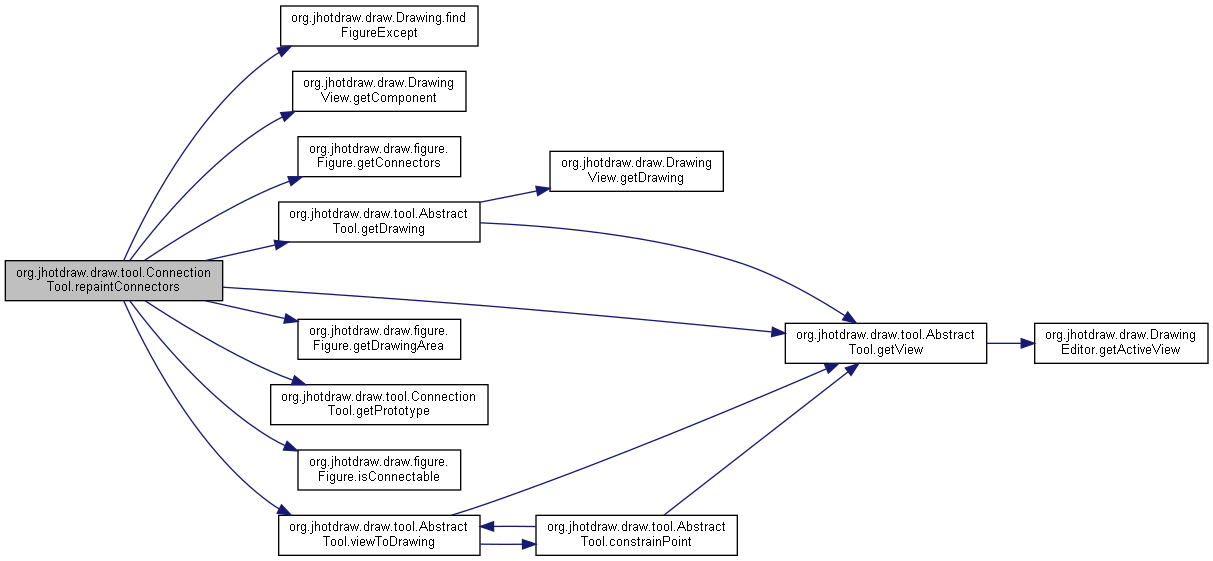 org.jhotdraw.draw.Drawing.find
FigureExcept
org.jhotdraw.draw.Drawing
View.getComponent
org.jhotdraw.draw.figure.
Figure.getConnectors
org.jhotdraw.draw.Drawing
View.getDrawing
org.jhotdraw.draw.tool.Abstract
Tool.getDrawing
org.jhotdraw.draw.tool.Connection
Tool.repaintConnectors
org.jhotdraw.draw.figure.
Figure.getDrawingArea
org.jhotdraw.draw.tool.Abstract
Tool.getView
org.jhotdraw.draw.Drawing
Editor.getActiveView
org.jhotdraw.draw.tool.Connection
Tool.getPrototype
org.jhotdraw.draw.figure.
Figure.isConnectable
org.jhotdraw.draw.tool.Abstract
Tool.viewToDrawing
org.jhotdraw.draw.tool.Abstract
Tool.constrainPoint